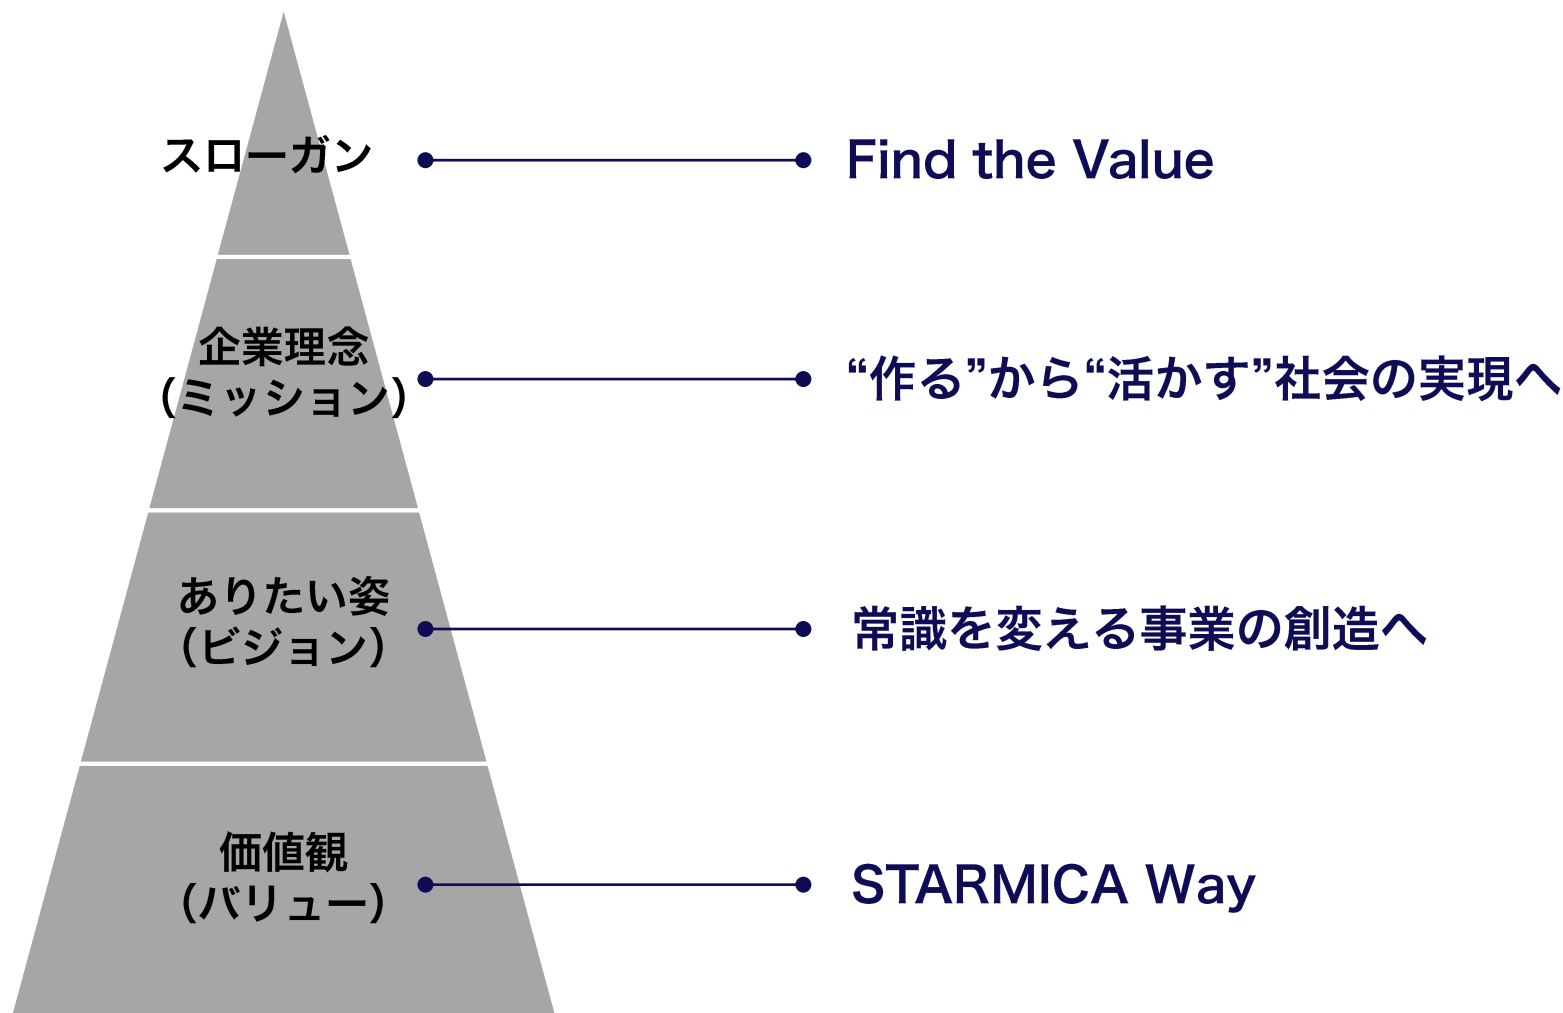 スローガン
Find the Value
企業理念
（ミッション）
“作る”から“活かす”社会の実現へ
ありたい姿
（ビジョン）
常識を変える事業の創造へ
価値観
（バリュー）
STARMICA Way